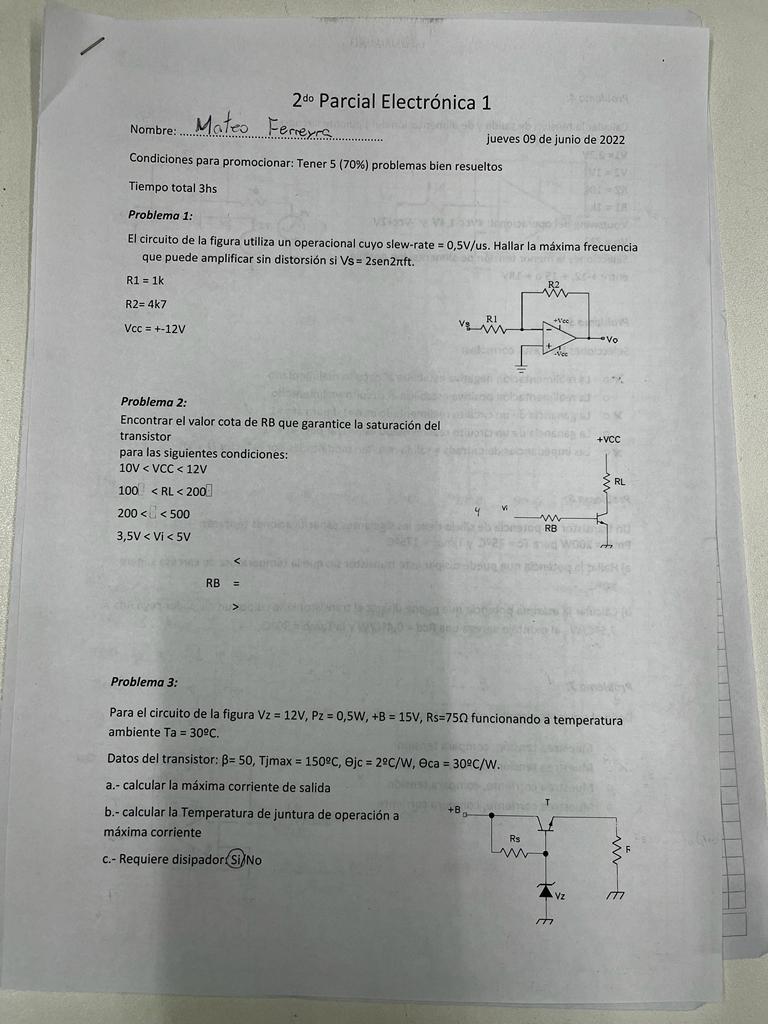 2do Parcial Electrónica 1
Nombre: Mateo Ferreyra
jueves 09 de junio de 2022
Condiciones para promocionar: Tener 5 (70%) problemas bien resueltos
Tiempo total 3hs
Problema 1:
El circuito de la figura utiliza un operacional cuyo slew-rate = 0,5V/us. Hallar la máxima frecuencia
que puede amplificar sin distorsión si Vs = 2sen2πft.
R1 = 1k
R2= 4k7
Vcc = +-12V
R2
Vs
R1
+Vcc
-
+
-Vcc
Vo
Problema 2:
Encontrar el valor cota de RB que garantice la saturación del
transistor
para las siguientes condiciones:
10V < VCC < 12V
100 < RL < 200
200 < < 500
3,5V < Vi < 5V
<
RB =
>
+VCC
RL
Vi
RB
Problema 3:
Para el circuito de la figura Vz = 12V, Pz = 0,5W, +B = 15V, Rs=75Ω funcionando a temperatura
ambiente Ta = 30ºC.
Datos del transistor: β= 50, Tjmax = 150ºC, Θjc = 2ºC/W, Θca = 30ºC/W.
a.- calcular la máxima corriente de salida
b.- calcular la Temperatura de juntura de operación a
máxima corriente
c.- Requiere disipador: Si/No
+B
T
Rs
Vz